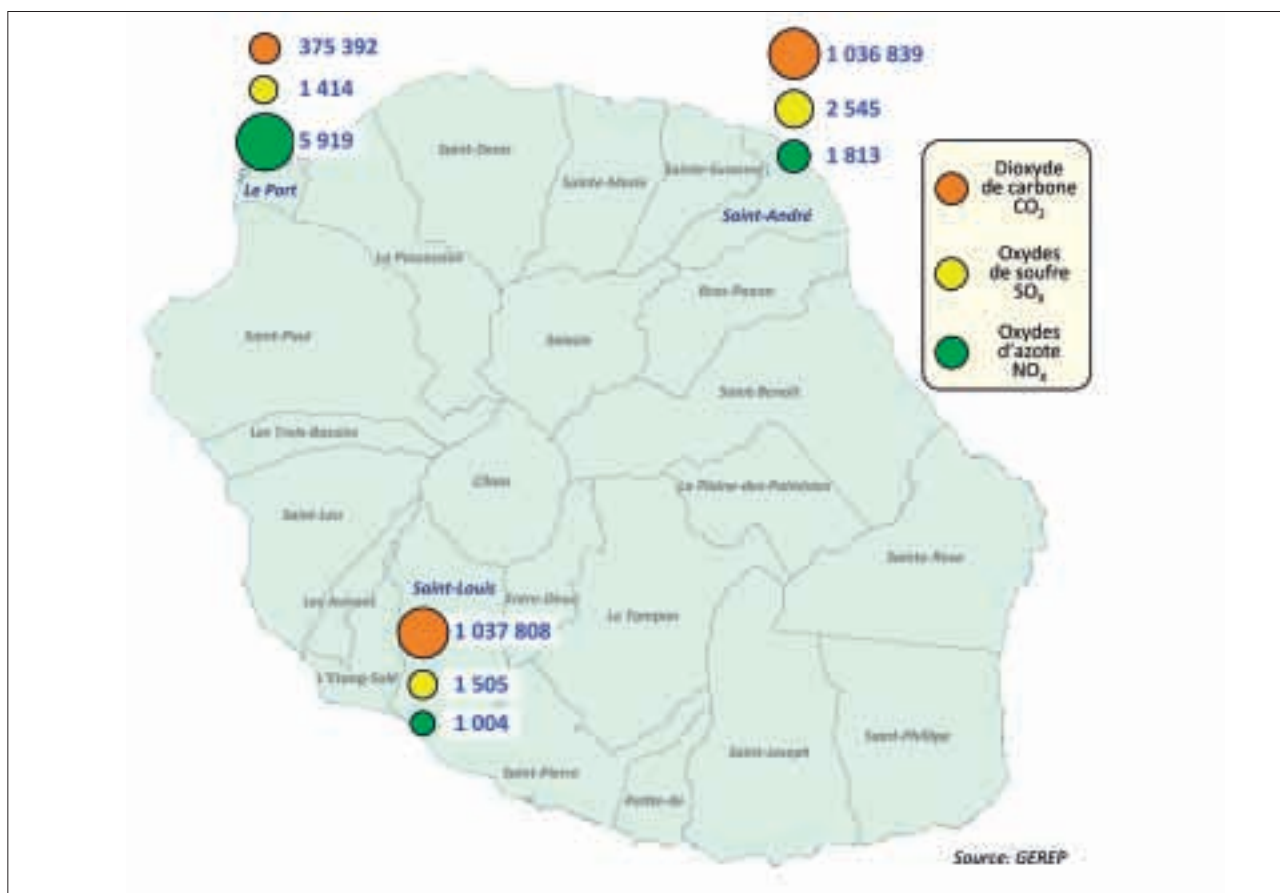 375 392
1 414
5 919
Le Port
1 036 839
2 545
1 813
Saint-André
Dioxyde
de carbone
CO2
Oxydes
de soufre
SOx
Oxydes
d'azote
NOx
Saint-Denis
Sainte-Marie
Sainte-Suzanne
La Possession
Bras-Panon
Saint-Paul
Salazie
Saint-Benoît
Les Trois-Bassins
Cilaos
La Plaine-des-Palmistes
Saint-Leu
Sainte-Rose
Saint-Louis
Les Avirons
Entre-Deux
Le Tampon
1 037 808
L'Etang-Salé
1 505
1 004
Saint-Philipe
Saint-Joseph
Saint-Pierre
Petite-Ile
Source: GEREP